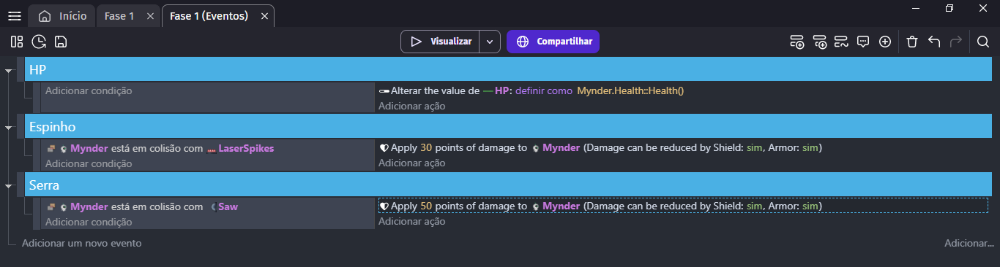 Início
Fase 1
Fase 1 (Eventos)
Visualizar
Compartilhar
HP
Adicionar condição
Alterar the value de HP: definir como Mynder.Health::Health()
Adicionar ação
Espinho
Mynder está em colisão com LaserSpikes
Apply 30 points of damage to Mynder (Damage can be reduced by Shield: sim, Armor: sim)
Adicionar condição
Adicionar ação
Serra
Mynder está em colisão com Saw
Apply 50 points of damage to Mynder (Damage can be reduced by Shield: sim, Armor: sim)
Adicionar condição
Adicionar ação
Adicionar um novo evento
Adicionar...